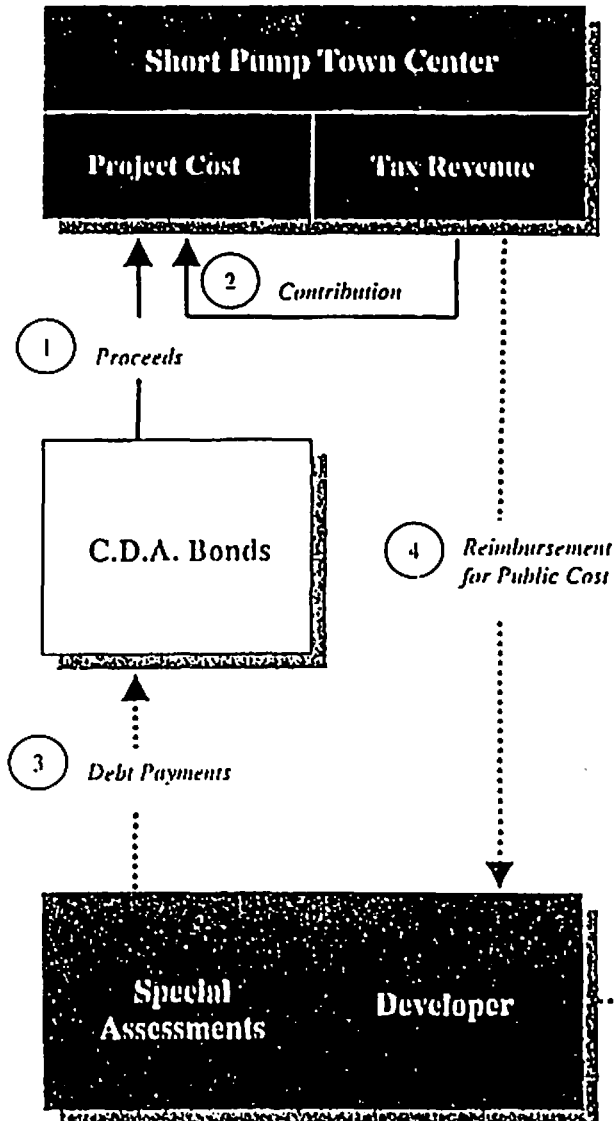 Short Pump Town Center
Project Cost
Tax Revenue
2
Contribution
1
Proceeds
C.D.A. Bonds
4
Reimbursement
for Public Cost
3
Debt Payments
Special
Assessments
Developer